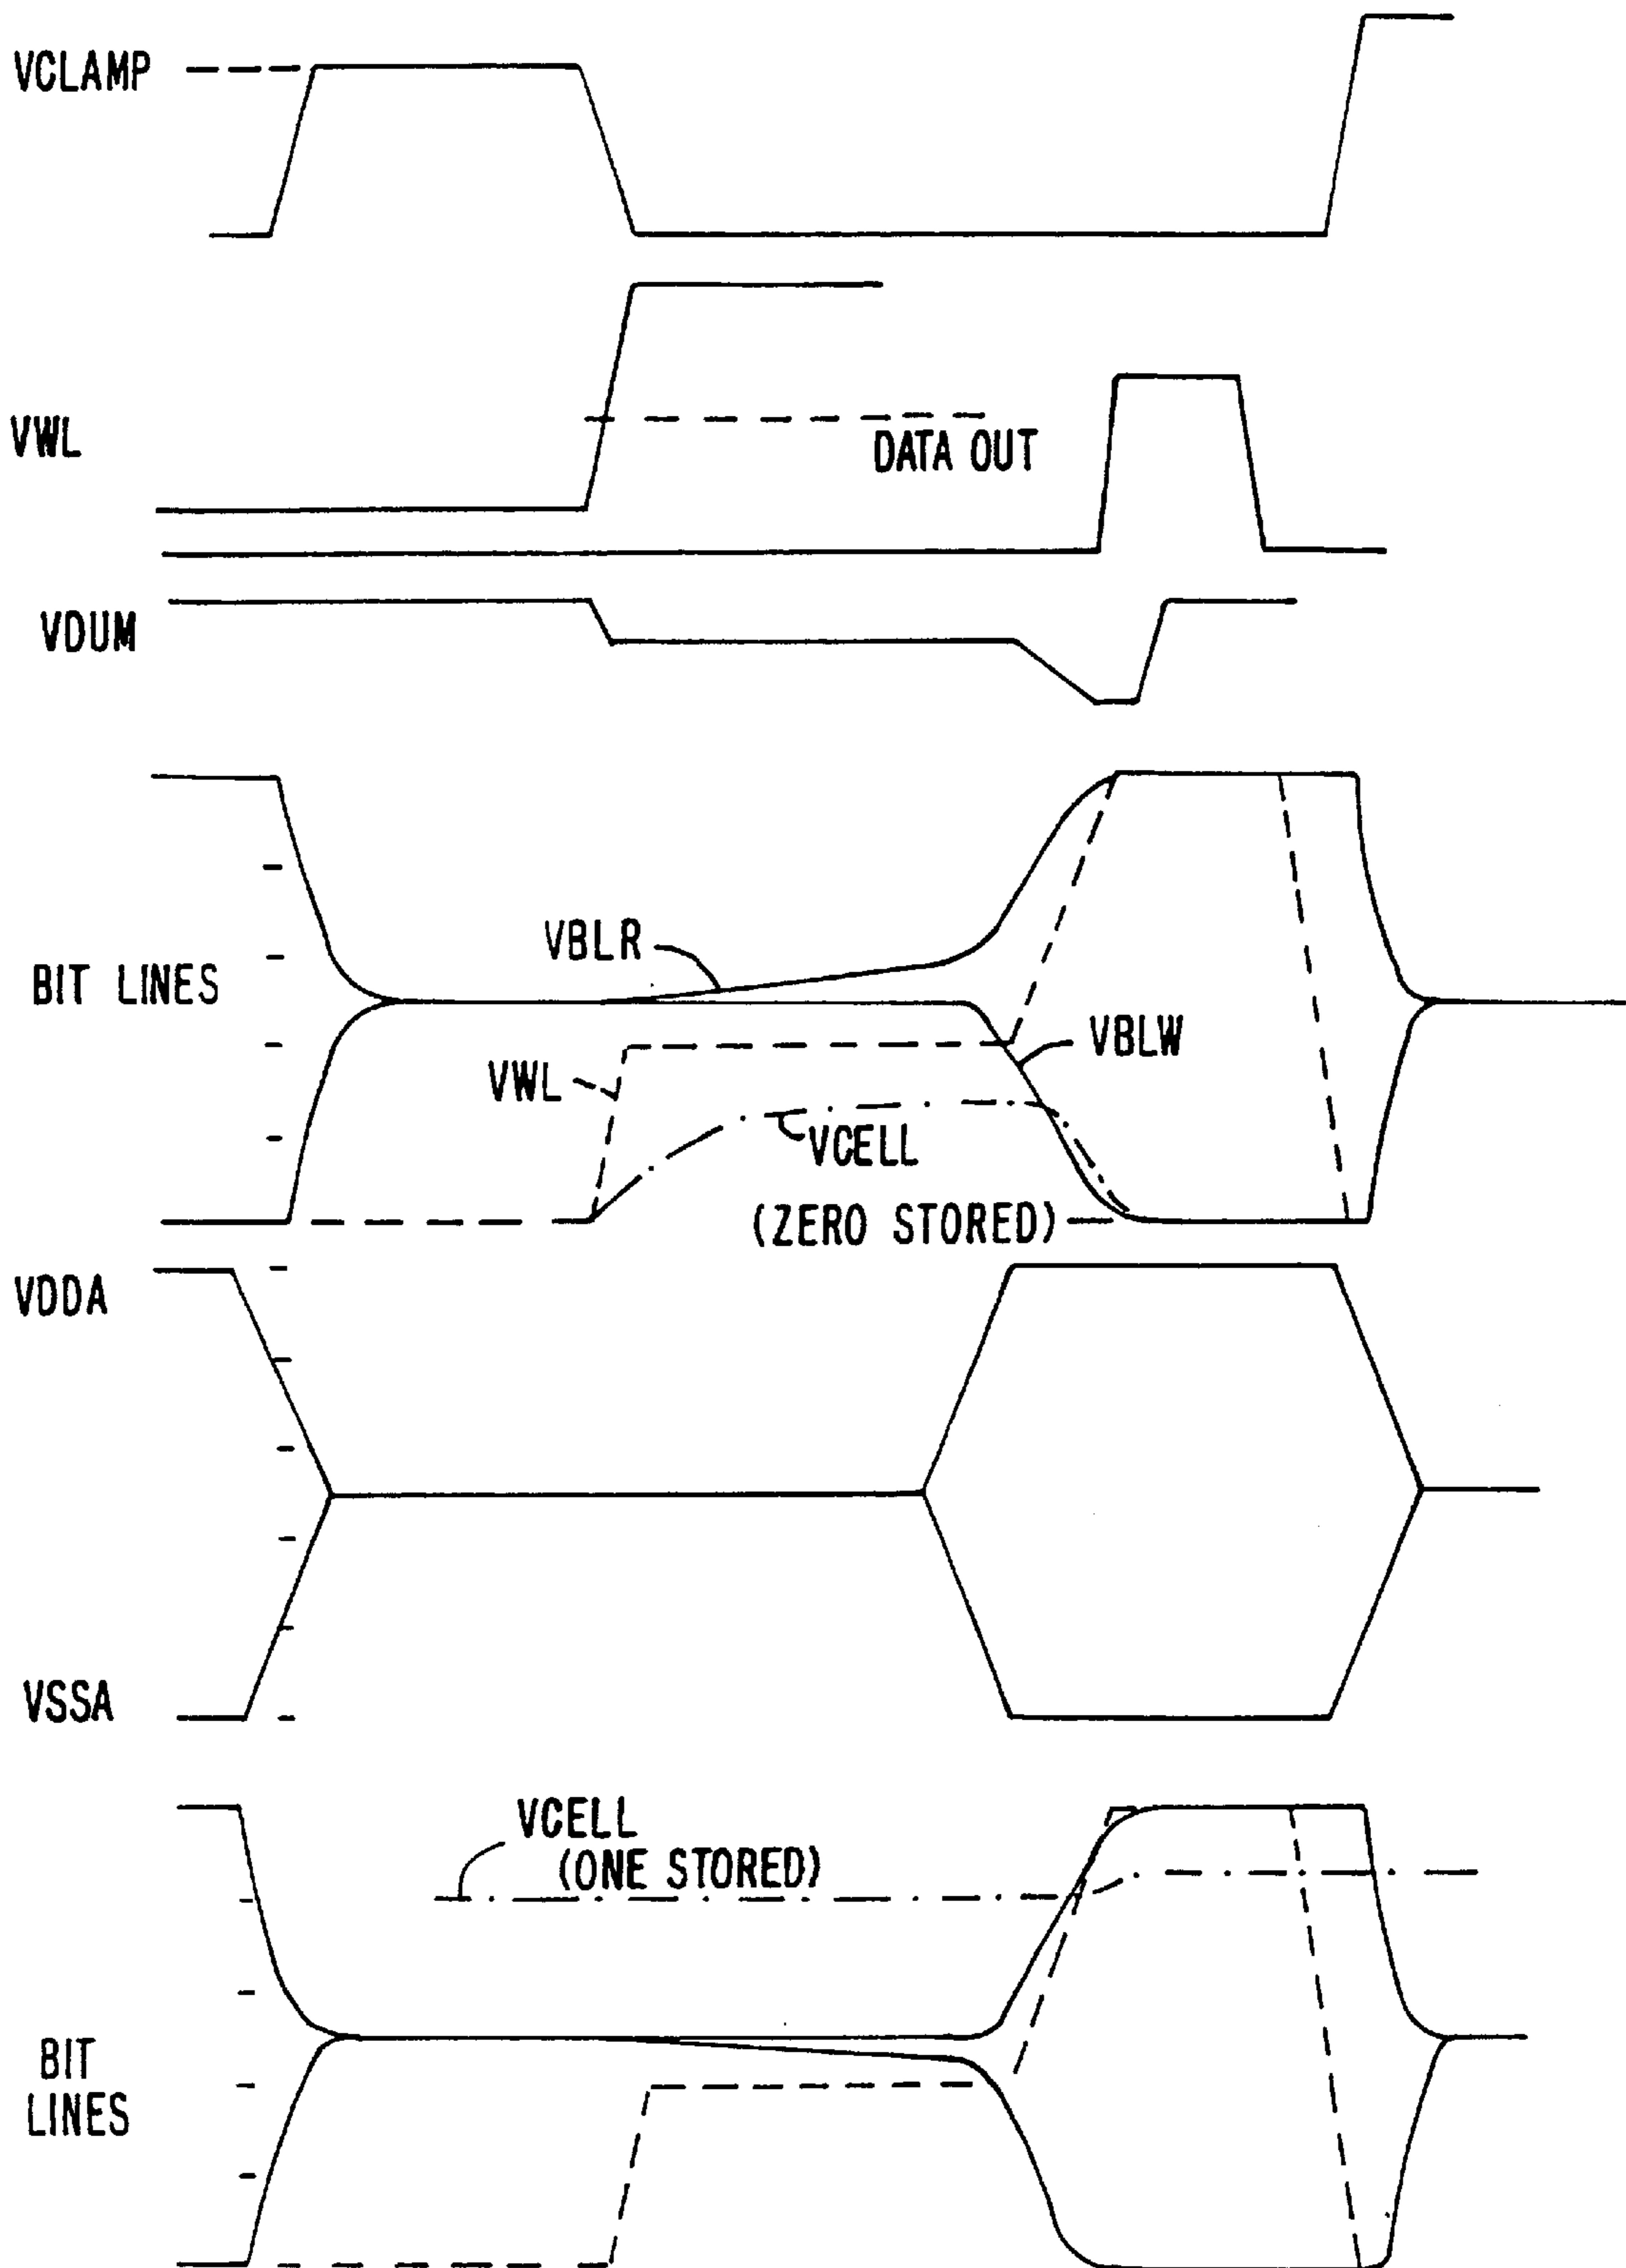 VCLAMP
VWL
DATA OUT
VDUM
VBLR
BIT LINES
VBLW
VWL
VCELL
(ZERO STORED)
VDDA
VSSA
VCELL
(ONE STORED)
BIT
LINES